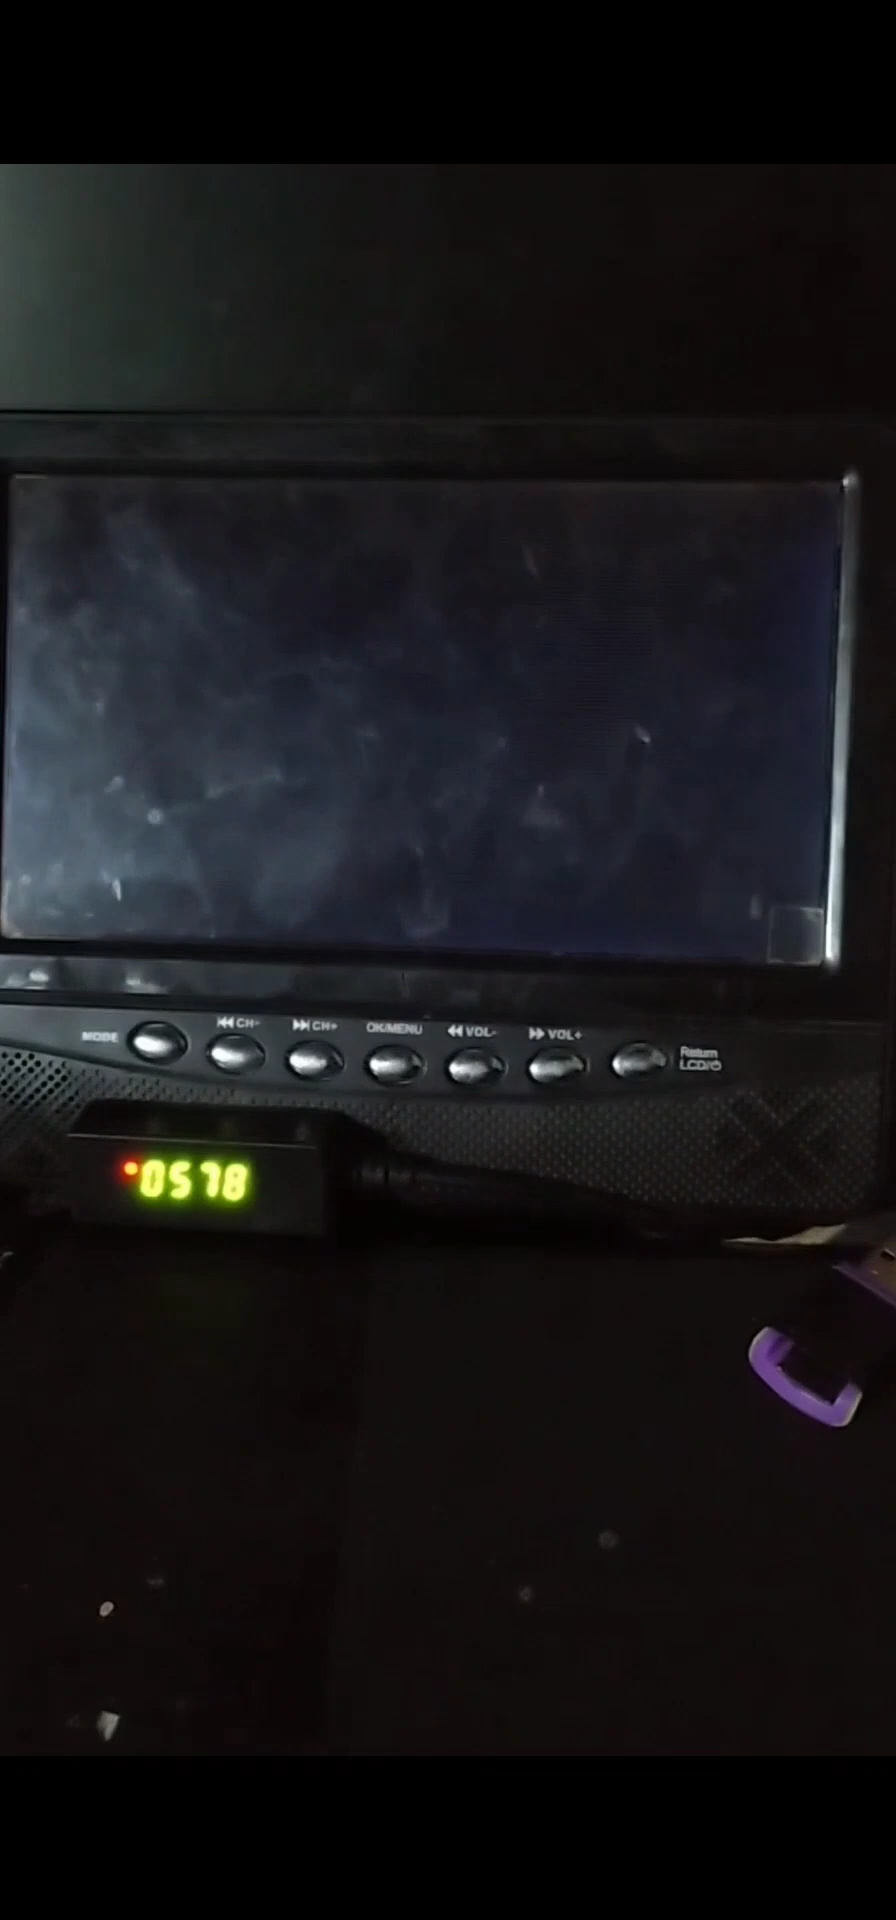 MODE
⏮ CH-
⏭ CH+
OK/MENU
⏪ VOL-
⏩ VOL+
Return
LCD/⏻
0578